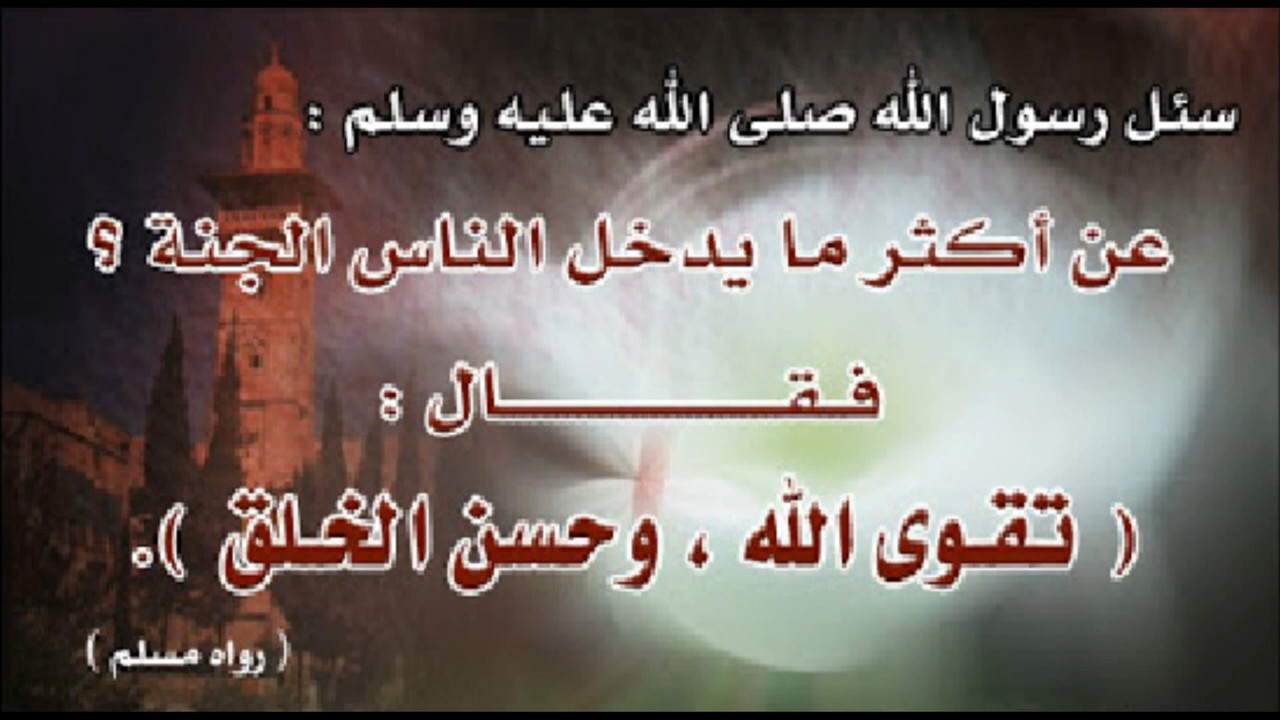 سئل رسول الله صلى الله عليه وسلم :
عن أكثر ما يدخل الناس الجنة ؟
فقـــــــــال :
( تقوى الله ، وحسن الخلق ).
( رواه مسلم )